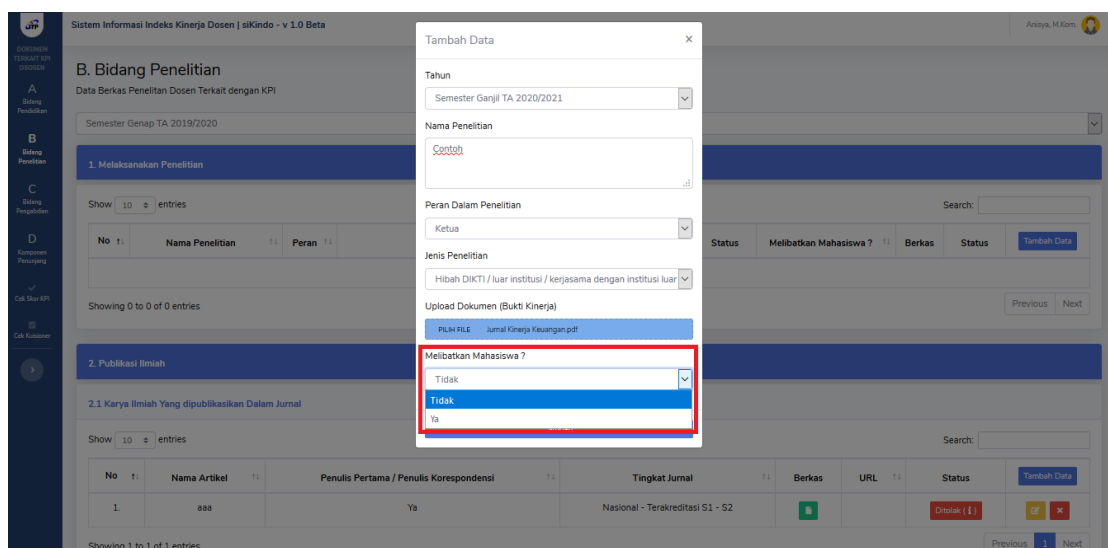 UTP
Sistem Informasi Indeks Kinerja Dosen | siKindo - v 1.0 Beta
Anisya, M.Kom.
DOKUMEN
TERKAIT KPI
DSOSEN
A
Bidang
Pendidikan
B
Bidang
Penelitian
C
Bidang
Pengabdian
D
Komponen
Penunjang
Cek Skor KPI
Cek Kuisioner
B. Bidang Penelitian
Data Berkas Penelitan Dosen Terkait dengan KPI
Semester Genap TA 2019/2020
1. Melaksanakan Penelitian
Show 10 entries
Search:
No Nama Penelitian Peran Status Melibatkan Mahasiswa ? Berkas Status Tambah Data
Showing 0 to 0 of 0 entries
Previous Next
2. Publikasi Ilmiah
2.1 Karya Ilmiah Yang dipublikasikan Dalam Jurnal
Show 10 entries
Search:
No Nama Artikel Penulis Pertama / Penulis Korespondensi Tingkat Jurnal Berkas URL Status Tambah Data
1. aaa Ya Nasional - Terakreditasi S1 - S2 Ditolak ( i )
Showing 1 to 1 of 1 entries
Previous 1 Next
Tambah Data
×
Tahun
Semester Ganjil TA 2020/2021
Nama Penelitian
Contoh
Peran Dalam Penelitian
Ketua
Jenis Penelitian
Hibah DIKTI / luar institusi / kerjasama dengan institusi luar
Upload Dokumen (Bukti Kinerja)
PILIH FILE Jurnal Kinerja Keuangan.pdf
Melibatkan Mahasiswa ?
Tidak
Tidak
Ya